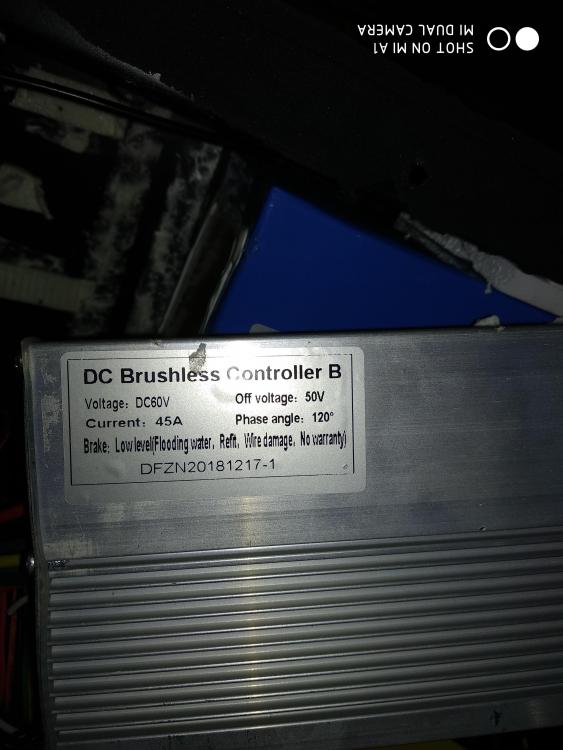 SHOT ON MI A1
MI DUAL CAMERA
DC Brushless Controller B
Voltage: DC60V Off voltage: 50V
Current: 45A Phase angle: 120°
Brake: Low level(Flooding water, Refit, Wire damage, No warranty)
DFZN20181217-1